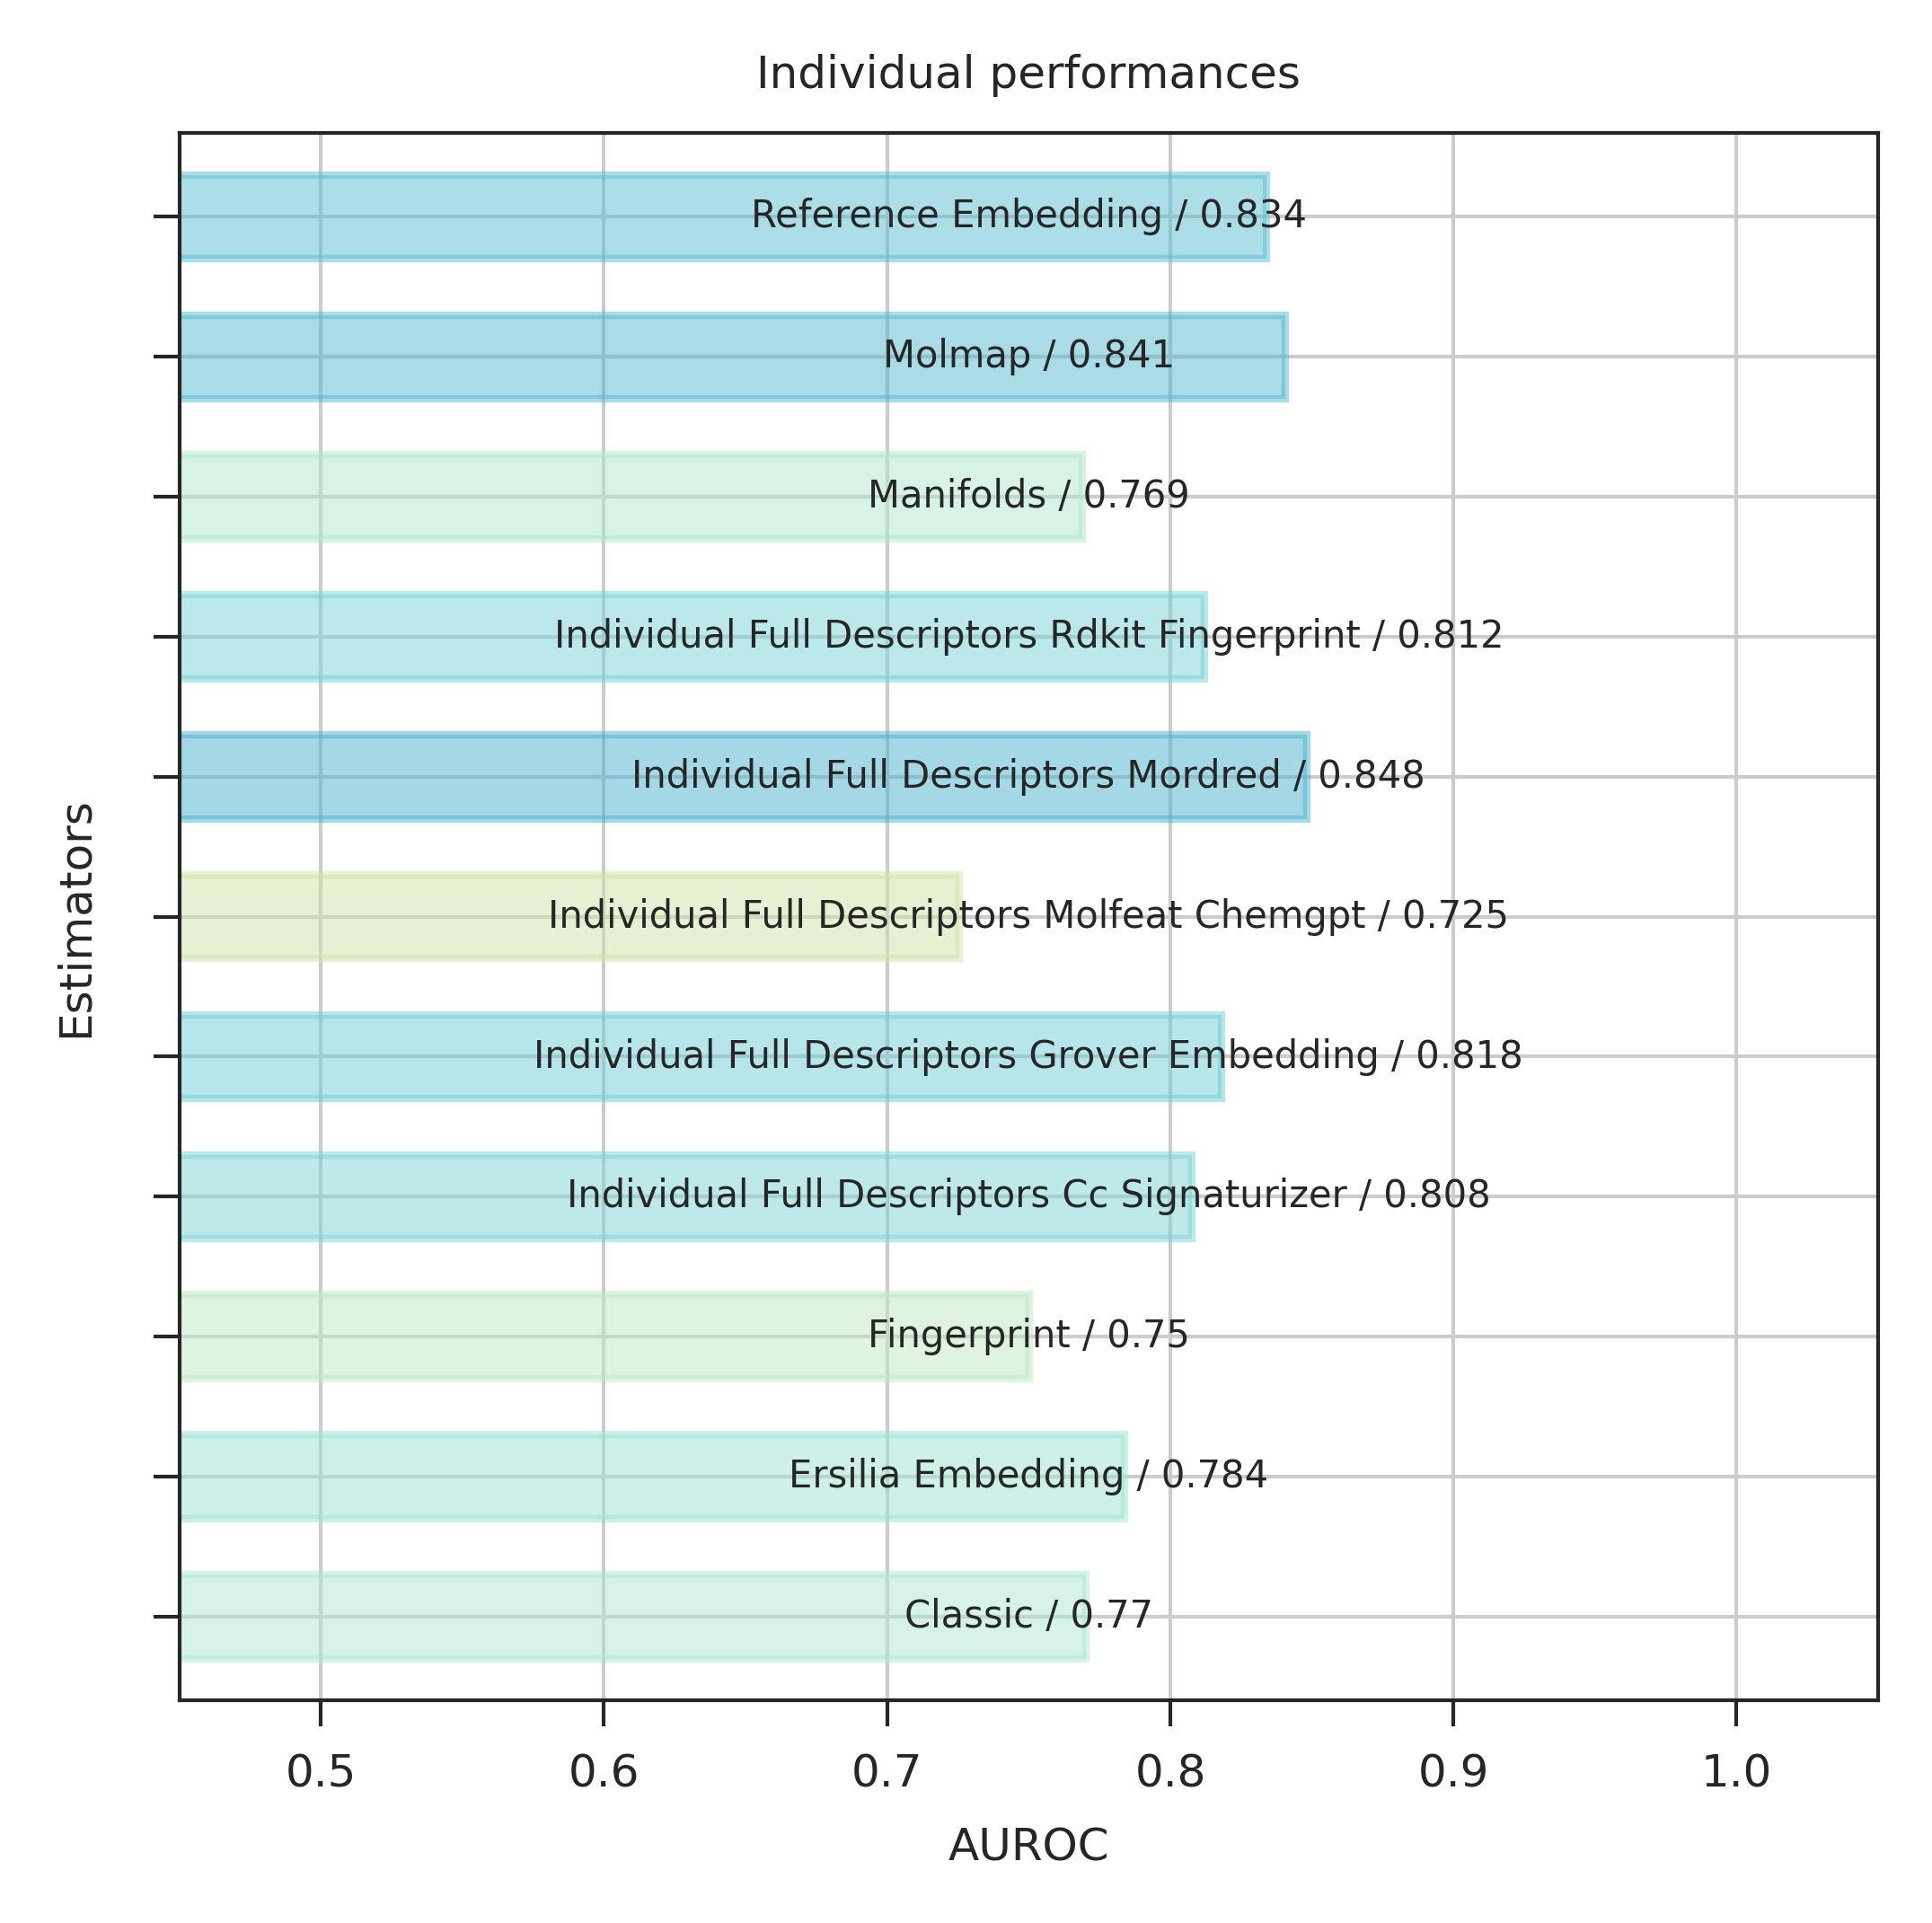 Individual performances
Reference Embedding / 0.834
Molmap / 0.841
Manifolds / 0.769
Individual Full Descriptors Rdkit Fingerprint / 0.812
Individual Full Descriptors Mordred / 0.848
Individual Full Descriptors Molfeat Chemgpt / 0.725
Individual Full Descriptors Grover Embedding / 0.818
Individual Full Descriptors Cc Signaturizer / 0.808
Fingerprint / 0.75
Ersilia Embedding / 0.784
Classic / 0.77
Estimators
0.5 0.6 0.7 0.8 0.9 1.0
AUROC